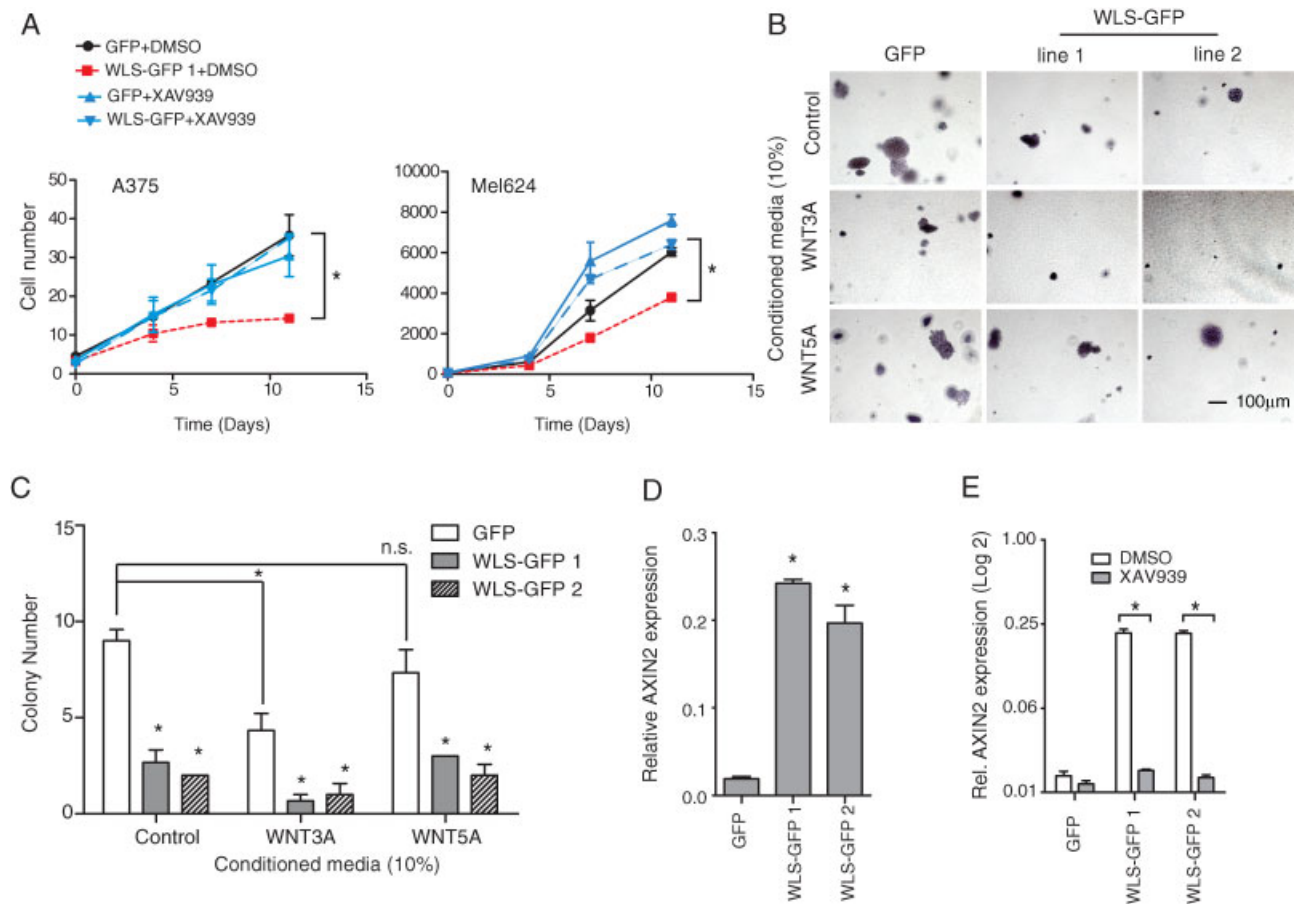 A
GFP+DMSO
WLS-GFP 1+DMSO
GFP+XAV939
WLS-GFP+XAV939
A375
Cell number
50
40
30
20
10
0
0
5
10
15
*
Time (Days)
Mel624
10000
8000
6000
4000
2000
0
0
5
10
15
*
Time (Days)
B
WLS-GFP
GFP
line 1
line 2
Conditioned media (10%)
Control
WNT3A
WNT5A
100μm
C
GFP
WLS-GFP 1
WLS-GFP 2
Colony Number
15
10
5
0
n.s.
*
* *
* *
* *
Control
WNT3A
WNT5A
Conditioned media (10%)
D
Relative AXIN2 expression
0.3
0.2
0.1
0.0
*
*
GFP
WLS-GFP 1
WLS-GFP 2
E
Rel. AXIN2 expression (Log 2)
1.00
0.25
0.06
0.01
DMSO
XAV939
*
*
GFP
WLS-GFP 1
WLS-GFP 2